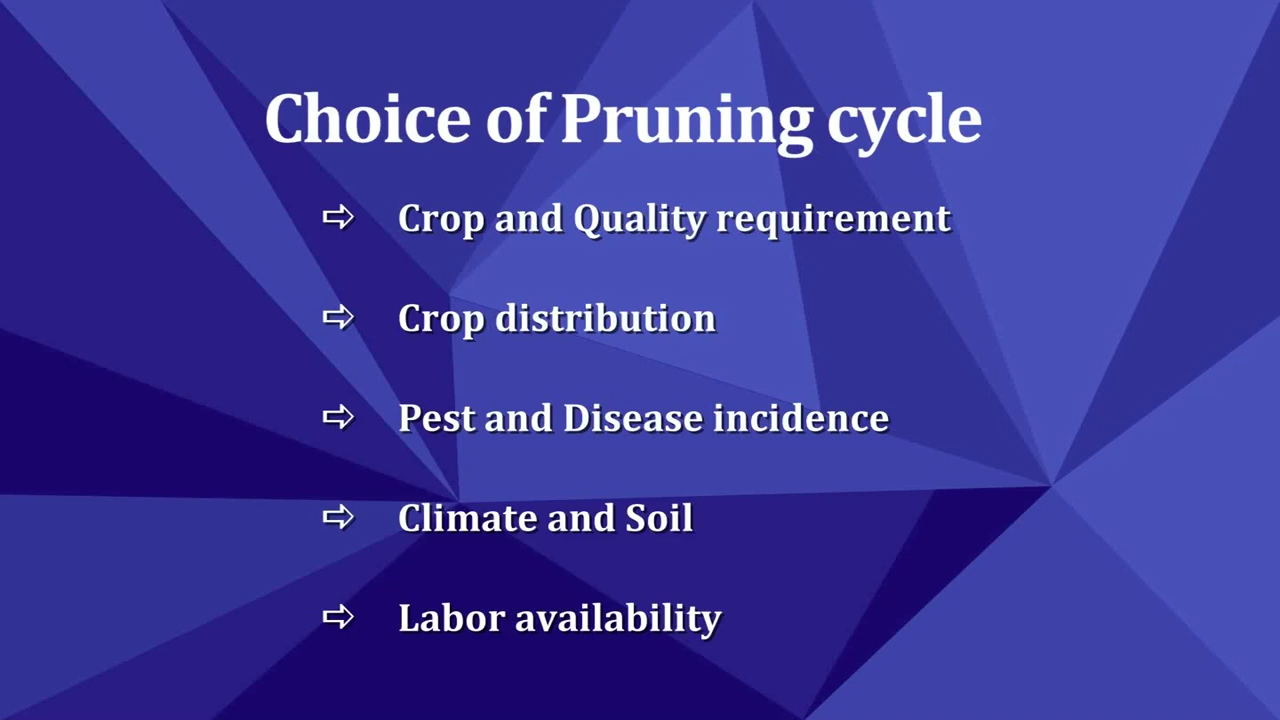 Choice of Pruning cycle
⇨ Crop and Quality requirement
⇨ Crop distribution
⇨ Pest and Disease incidence
⇨ Climate and Soil
⇨ Labor availability